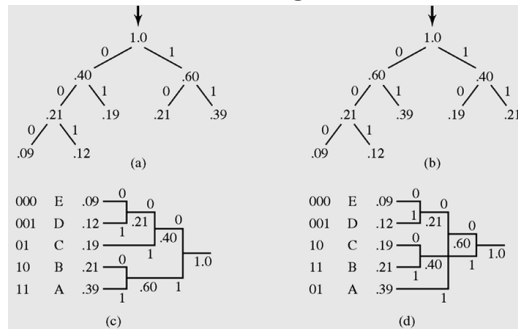 1.0 1.0
0 1 0 1
.40 .60 .60 .40
0 1 0 1 0 1 0 1
.21 .19 .21 .39 .21 .39 .19 .21
0 1 0 1
.09 .12 .09 .12
(a) (b)
000 E .09 0 0 000 E .09 0 0
001 D .12 1 .21 0 001 D .12 1 .21 0
01 C .19 1 .40 10 C .19 0 .60 1.0
10 B .21 0 1.0 11 B .21 1 .40 1
11 A .39 1 .60 1 01 A .39 1
(c) (d)